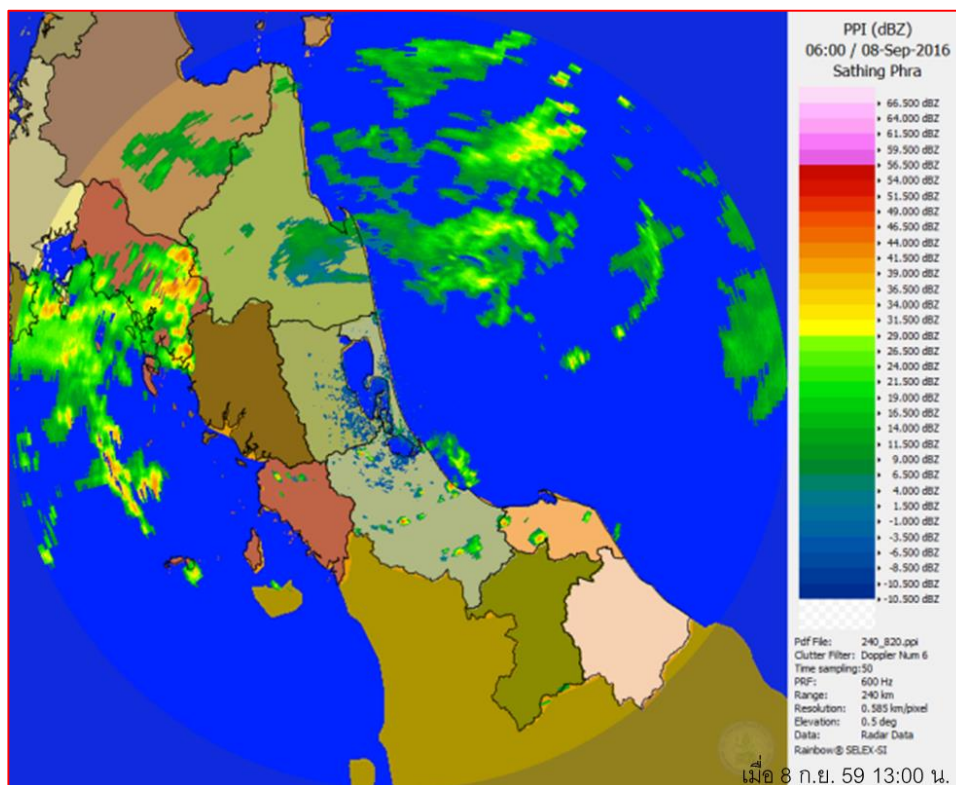 PPI (dBZ)
06:00 / 08-Sep-2016
Sathing Phra
66.500 dBZ
64.000 dBZ
61.500 dBZ
59.500 dBZ
56.500 dBZ
54.000 dBZ
51.500 dBZ
49.000 dBZ
46.500 dBZ
44.000 dBZ
41.500 dBZ
39.000 dBZ
36.500 dBZ
34.000 dBZ
31.500 dBZ
29.000 dBZ
26.500 dBZ
24.000 dBZ
21.500 dBZ
19.000 dBZ
16.500 dBZ
14.000 dBZ
11.500 dBZ
9.000 dBZ
6.500 dBZ
4.000 dBZ
1.500 dBZ
-1.000 dBZ
-3.500 dBZ
-6.500 dBZ
-8.500 dBZ
-10.500 dBZ
-10.500 dBZ
Pdf File: 240_820.ppi
Clutter Filter: Doppler Num 6
Time sampling:50
PRF: 600 Hz
Range: 240 km
Resolution: 0.585 km/pixel
Elevation: 0.5 deg
Data: Radar Data
Rainbow® SELEX-SI
เมื่อ 8 ก.ย. 59 13:00 น.